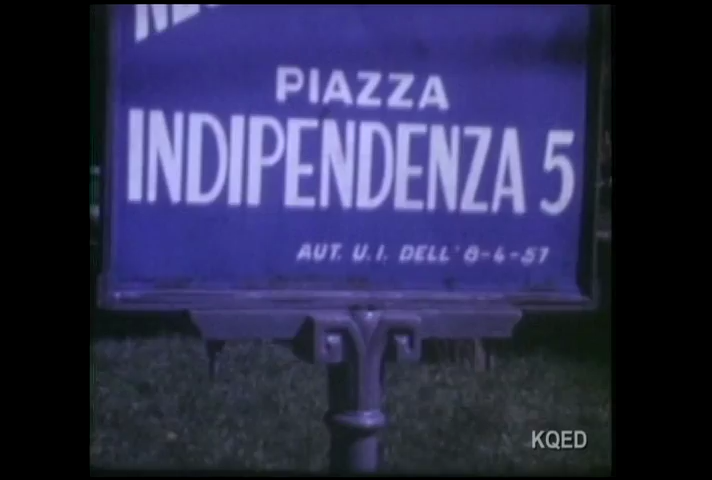 PIAZZA
INDIPENDENZA 5
AUT. U.I. DELL' 8-4-57
KQED